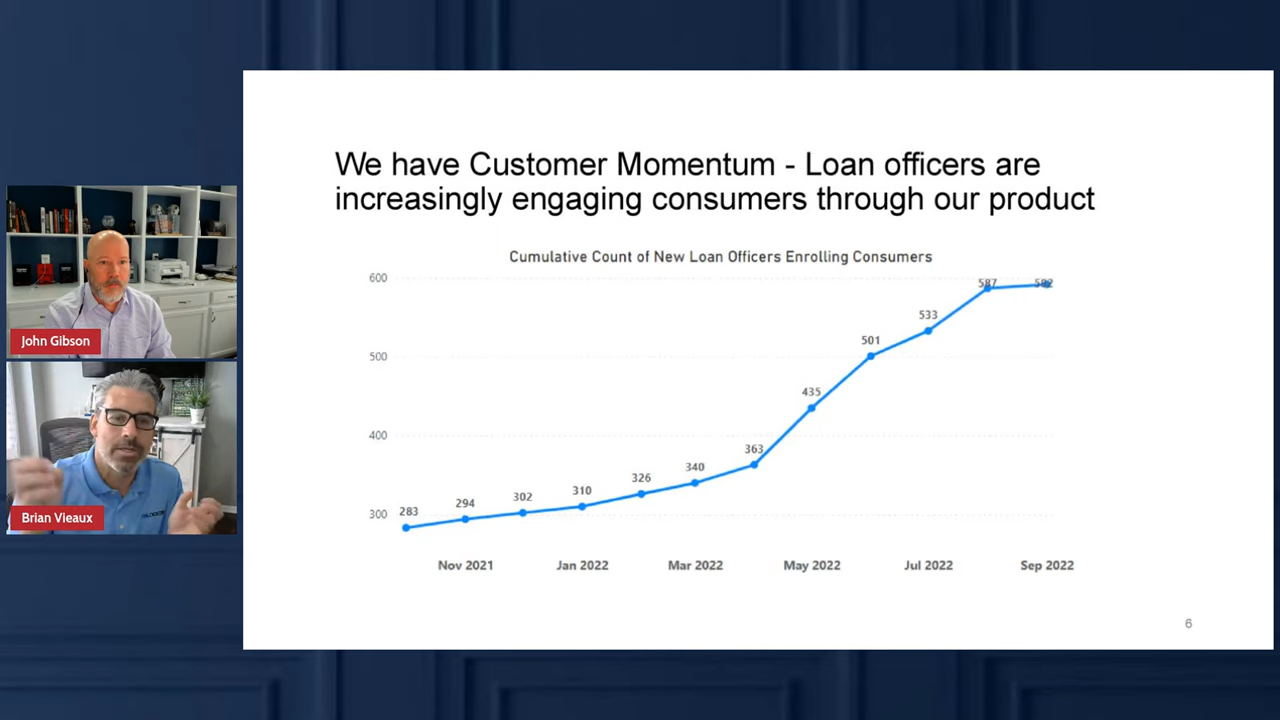 We have Customer Momentum - Loan officers are
increasingly engaging consumers through our product
Cumulative Count of New Loan Officers Enrolling Consumers
600
500
400
300
283
294
302
310
326
340
363
435
501
533
587
592
Nov 2021
Jan 2022
Mar 2022
May 2022
Jul 2022
Sep 2022
6
John Gibson
Brian Vieaux